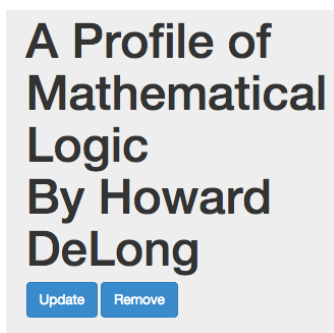 A Profile of
Mathematical
Logic
By Howard
DeLong
Update Remove